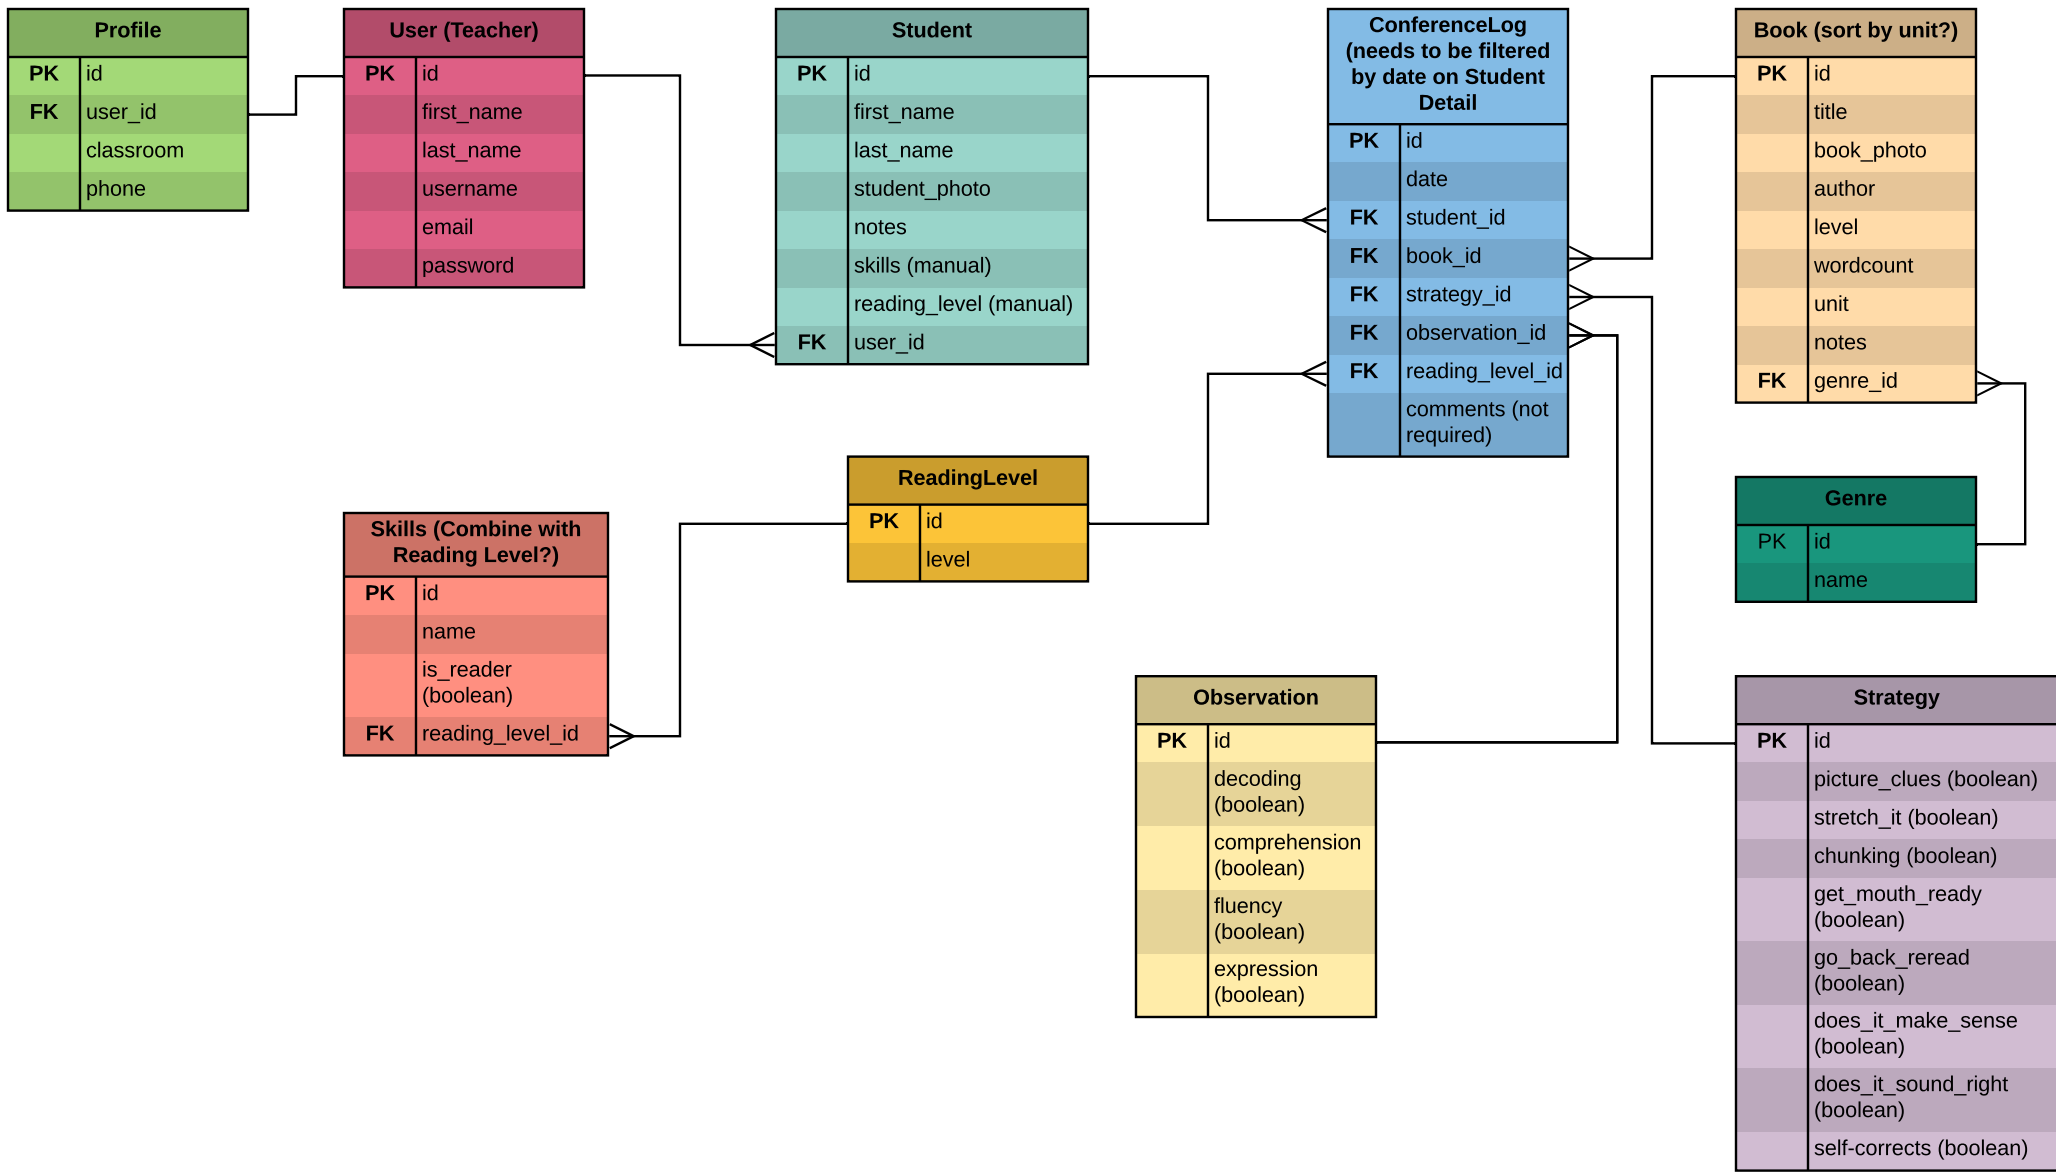 Profile
PK id
FK user_id
classroom
phone
User (Teacher)
PK id
first_name
last_name
username
email
password
Student
PK id
first_name
last_name
student_photo
notes
skills (manual)
reading_level (manual)
FK user_id
ConferenceLog
(needs to be filtered
by date on Student
Detail
PK id
date
FK student_id
FK book_id
FK strategy_id
FK observation_id
FK reading_level_id
comments (not
required)
Book (sort by unit?)
PK id
title
book_photo
author
level
wordcount
unit
notes
FK genre_id
Skills (Combine with
Reading Level?)
PK id
name
is_reader
(boolean)
FK reading_level_id
ReadingLevel
PK id
level
Genre
PK id
name
Observation
PK id
decoding
(boolean)
comprehension
(boolean)
fluency
(boolean)
expression
(boolean)
Strategy
PK id
picture_clues (boolean)
stretch_it (boolean)
chunking (boolean)
get_mouth_ready
(boolean)
go_back_reread
(boolean)
does_it_make_sense
(boolean)
does_it_sound_right
(boolean)
self-corrects (boolean)